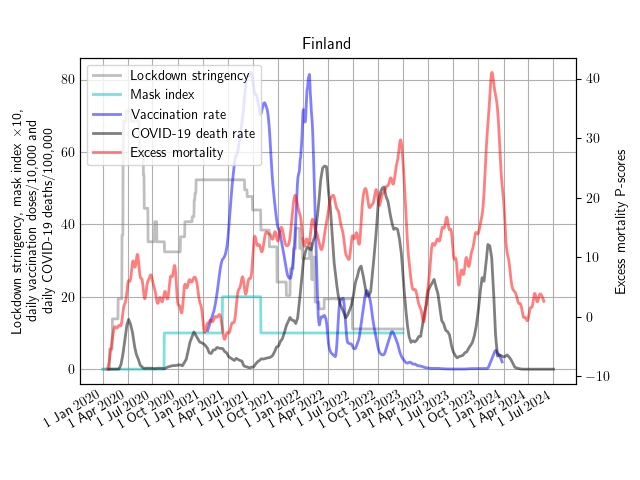 Finland
Lockdown stringency
Mask index
Vaccination rate
COVID-19 death rate
Excess mortality
Lockdown stringency, mask index ×10,
daily vaccination doses/10,000 and
daily COVID-19 deaths/100,000
80
60
40
20
0
Excess mortality P-scores
40
30
20
10
0
−10
1 Jan 2020
1 Apr 2020
1 Jul 2020
1 Oct 2020
1 Jan 2021
1 Apr 2021
1 Jul 2021
1 Oct 2021
1 Jan 2022
1 Apr 2022
1 Jul 2022
1 Oct 2022
1 Jan 2023
1 Apr 2023
1 Jul 2023
1 Oct 2023
1 Jan 2024
1 Apr 2024
1 Jul 2024